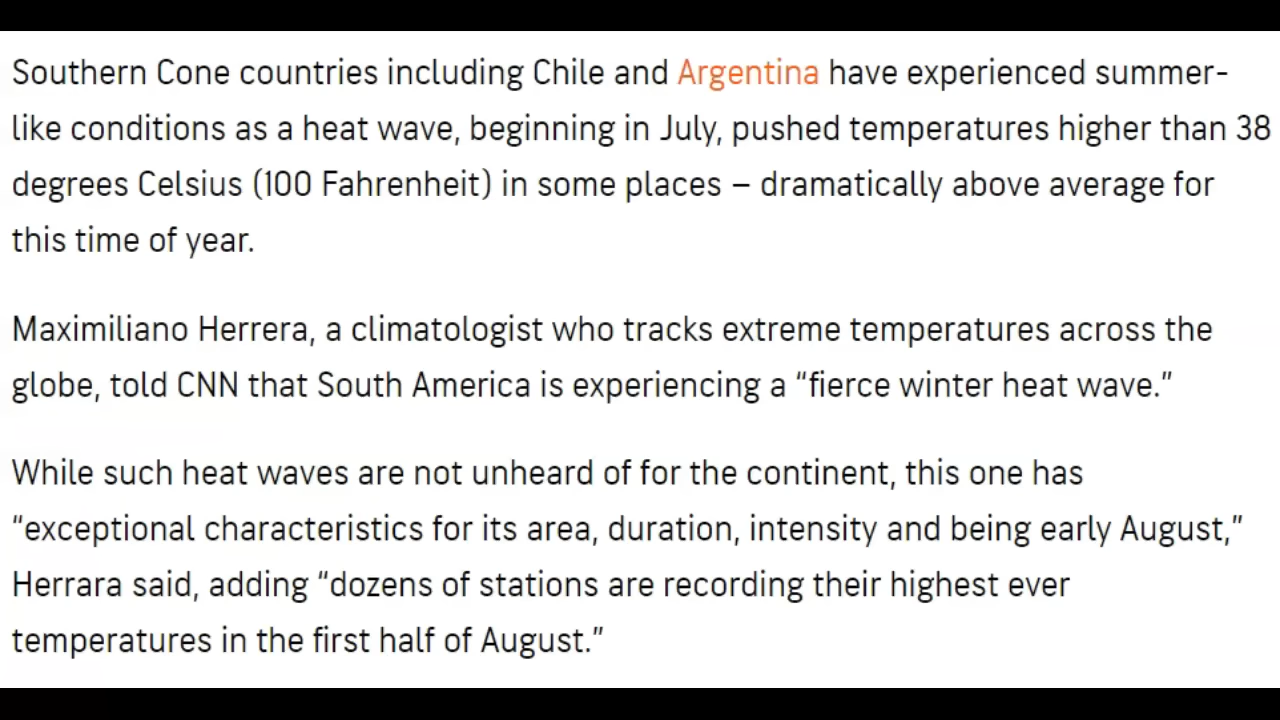 Southern Cone countries including Chile and Argentina have experienced summer-
like conditions as a heat wave, beginning in July, pushed temperatures higher than 38
degrees Celsius (100 Fahrenheit) in some places – dramatically above average for
this time of year.
Maximiliano Herrera, a climatologist who tracks extreme temperatures across the
globe, told CNN that South America is experiencing a “fierce winter heat wave.”
While such heat waves are not unheard of for the continent, this one has
“exceptional characteristics for its area, duration, intensity and being early August,”
Herrara said, adding “dozens of stations are recording their highest ever
temperatures in the first half of August.”